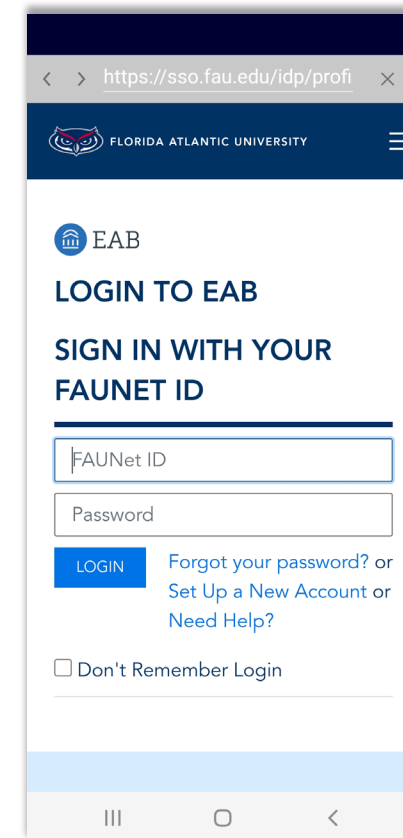 https://sso.fau.edu/idp/profi
FLORIDA ATLANTIC UNIVERSITY
EAB
LOGIN TO EAB
SIGN IN WITH YOUR
FAUNET ID
FAUNet ID
Password
LOGIN
Forgot your password? or
Set Up a New Account or
Need Help?
Don't Remember Login